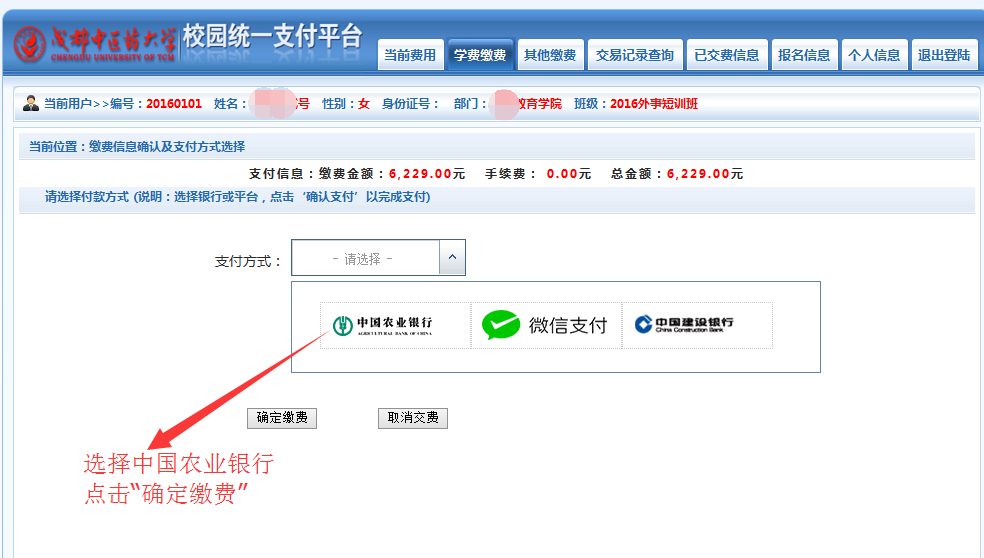 成都中医药大学 校园统一支付平台
CHENGDU UNIVERSITY OF TCM
当前费用 学费缴费 其他缴费 交易记录查询 已交费信息 报名信息 个人信息 退出登陆
当前用户>>编号：20160101 姓名： 号 性别：女 身份证号： 部门： 教育学院 班级：2016外事短训班
当前位置：缴费信息确认及支付方式选择
支付信息：缴费金额：6,229.00元 手续费： 0.00元 总金额：6,229.00元
请选择付款方式 (说明：选择银行或平台，点击‘确认支付’以完成支付)
支付方式： - 请选择 -
中国农业银行 微信支付 中国建设银行
AGRICULTURAL BANK OF CHINA China Construction Bank
确定缴费 取消交费
选择中国农业银行
点击“确定缴费”